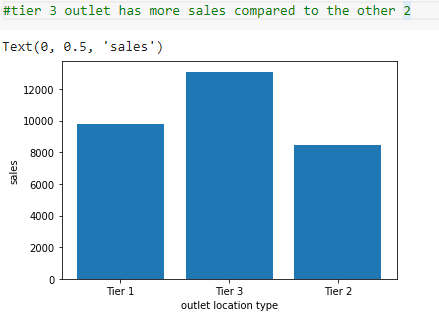 #tier 3 outlet has more sales compared to the other 2
Text(0, 0.5, 'sales')
12000
10000
8000
6000
4000
2000
0
sales
Tier 1 Tier 3 Tier 2
outlet location type